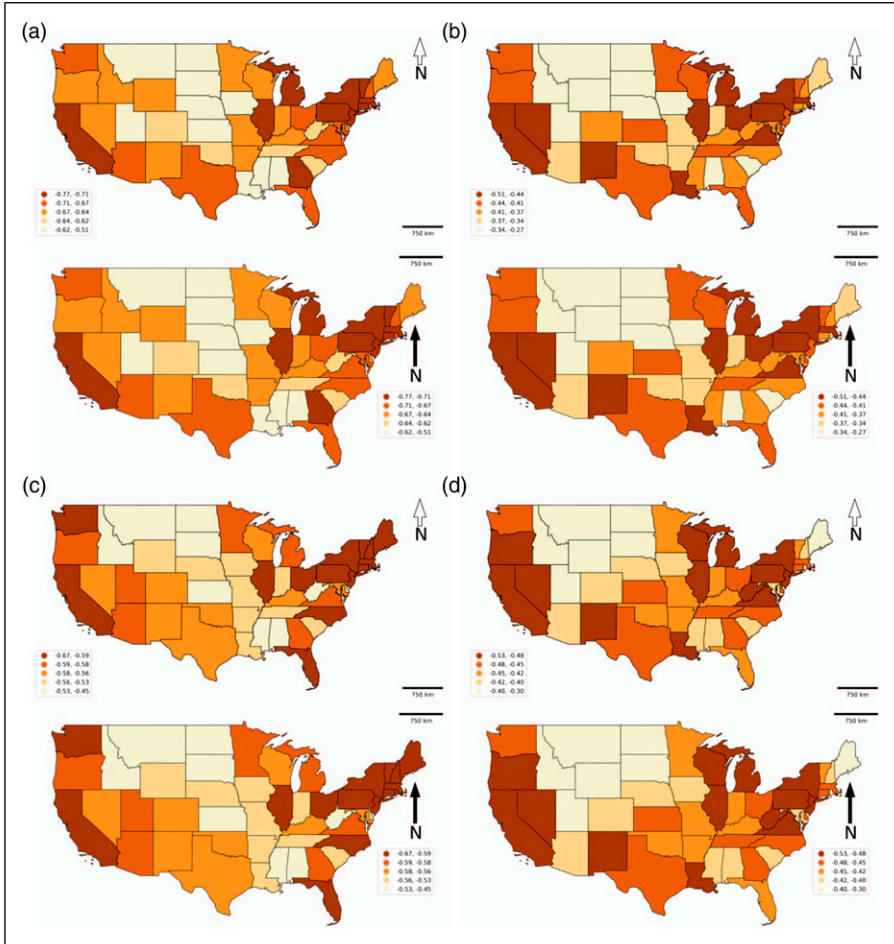 (a)
N
-0.77, -0.71
-0.71, -0.67
-0.67, -0.64
-0.64, -0.62
-0.62, -0.51
750 km
(b)
N
-0.51, -0.44
-0.44, -0.41
-0.41, -0.37
-0.37, -0.34
-0.34, -0.27
750 km
750 km
N
-0.77, -0.71
-0.71, -0.67
-0.67, -0.64
-0.64, -0.62
-0.62, -0.51
750 km
N
-0.51, -0.44
-0.44, -0.41
-0.41, -0.37
-0.37, -0.34
-0.34, -0.27
(c)
N
-0.67, -0.59
-0.59, -0.58
-0.58, -0.56
-0.56, -0.53
-0.53, -0.45
750 km
(d)
N
-0.53, -0.48
-0.48, -0.45
-0.45, -0.42
-0.42, -0.40
-0.40, -0.30
750 km
750 km
N
-0.67, -0.59
-0.59, -0.58
-0.58, -0.56
-0.56, -0.53
-0.53, -0.45
750 km
N
-0.53, -0.48
-0.48, -0.45
-0.45, -0.42
-0.42, -0.40
-0.40, -0.30